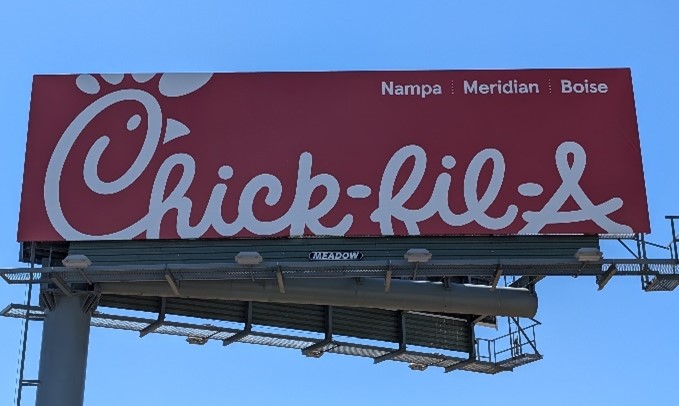 Nampa Meridian Boise
Chick-fil-A
MEADOW